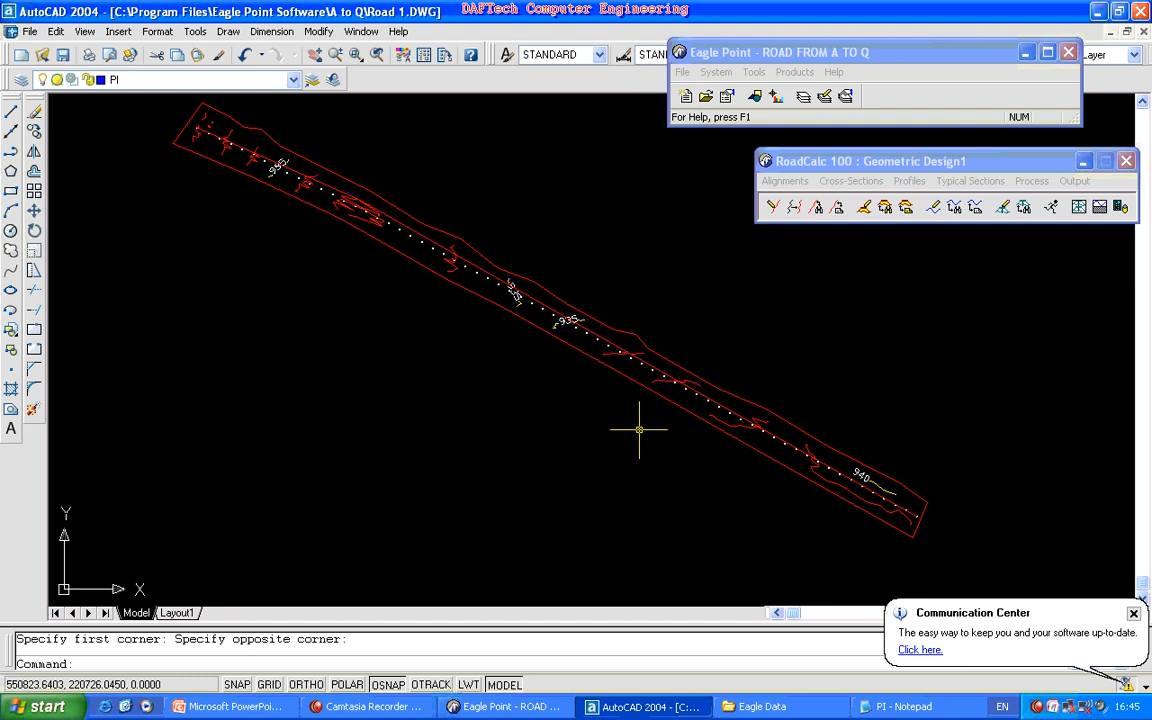 AutoCAD 2004 - [C:\Program Files\Eagle Point Software\A to Q\Road 1.DWG]
DAFTech Computer Engineering
File Edit View Insert Format Tools Draw Dimension Modify Window Help
STANDARD
STAN
Layer
PI
Eagle Point - ROAD FROM A TO Q
File System Tools Products Help
For Help, press F1
NUM
RoadCalc 100 : Geometric Design1
Alignments Cross-Sections Profiles Typical Sections Process Output
995
935
940
Y
X
A
Model Layout1
Communication Center
The easy way to keep you and your software up-to-date.
Click here.
Specify first corner: Specify opposite corner:
Command:
550823.6403, 220726.0450, 0.0000
SNAP GRID ORTHO POLAR OSNAP OTRACK LWT MODEL
start
Microsoft PowerPoi...
Camtasia Recorder ...
Eagle Point - ROAD ...
AutoCAD 2004 - [C:...
Eagle Data
PI - Notepad
EN
16:45